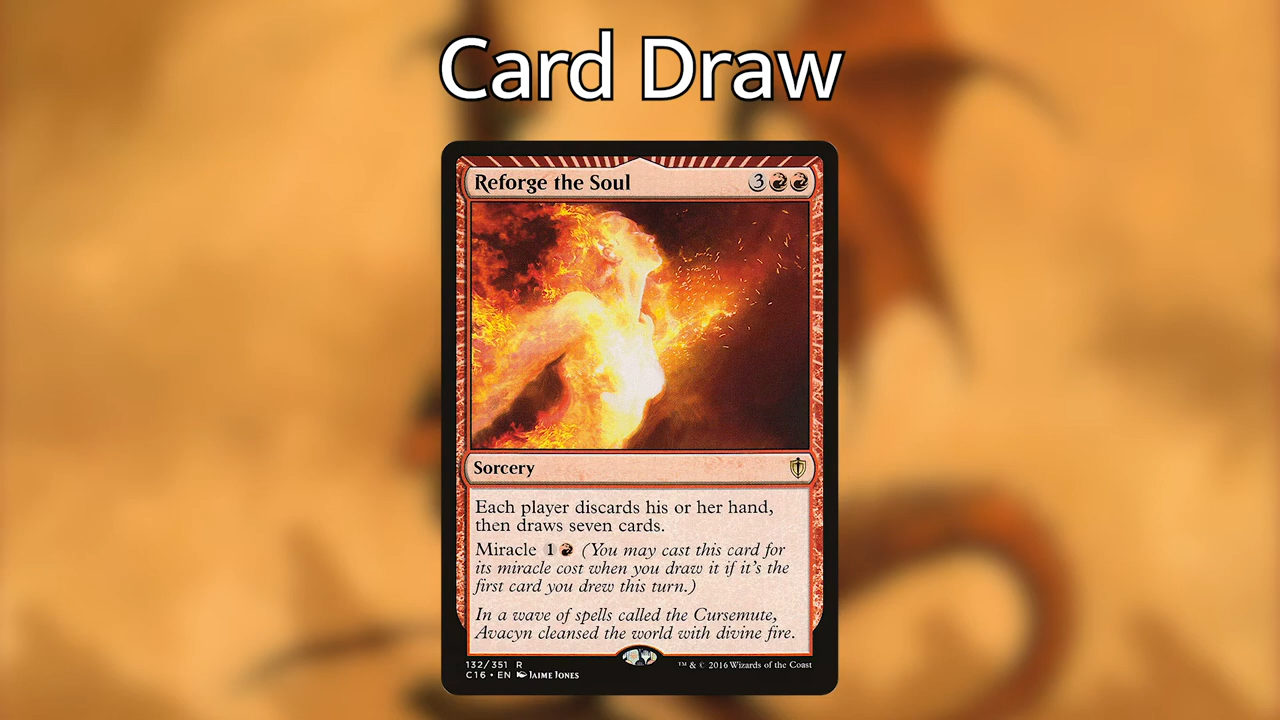 Card Draw
Reforge the Soul 3
Sorcery
Each player discards his or her hand,
then draws seven cards.
Miracle 1 (You may cast this card for
its miracle cost when you draw it if it's the
first card you drew this turn.)
In a wave of spells called the Cursemute,
Avacyn cleansed the world with divine fire.
132/351 R
™ & © 2016 Wizards of the Coast
C16 • EN Jaime Jones